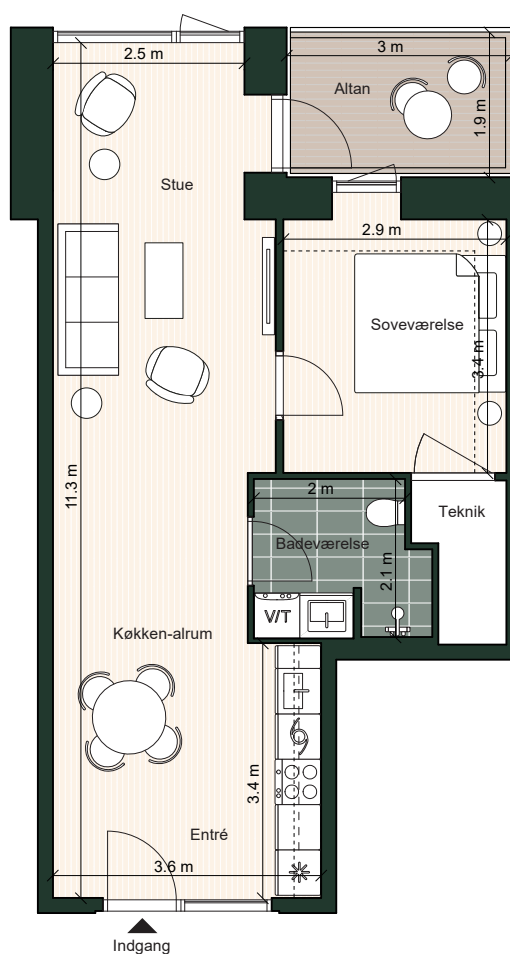 2.5 m
3 m
Altan
1.9 m
Stue
2.9 m
Soveværelse
3.4 m
11.3 m
2 m
Teknik
Badeværelse
2.1 m
V/T
Køkken-alrum
3.4 m
Entré
3.6 m
Indgang